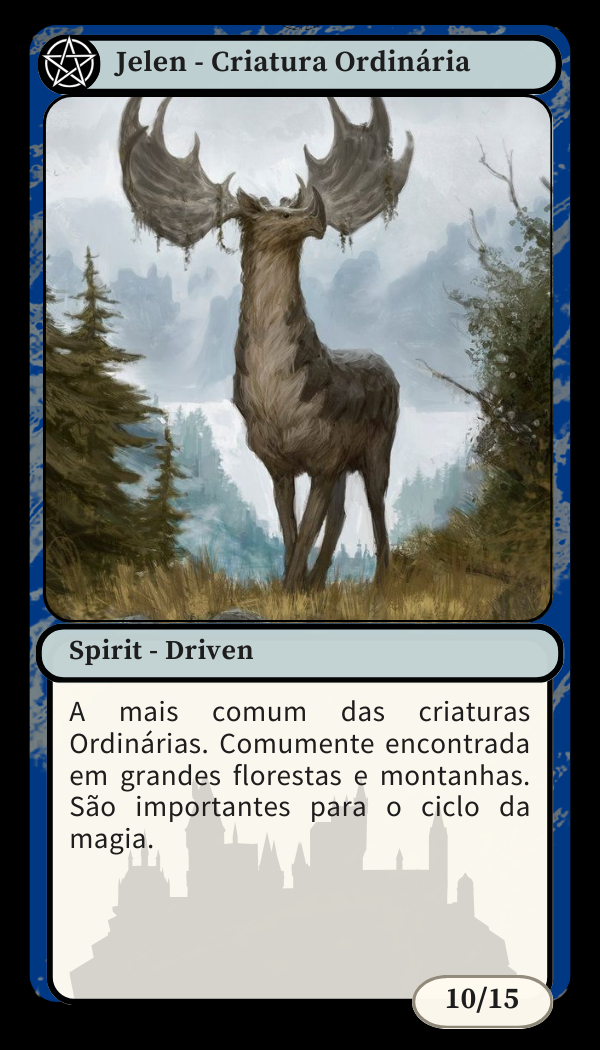 Jelen - Criatura Ordinária
Spirit - Driven
A mais comum das criaturas
Ordinárias. Comumente encontrada
em grandes florestas e montanhas.
São importantes para o ciclo da
magia.
10/15